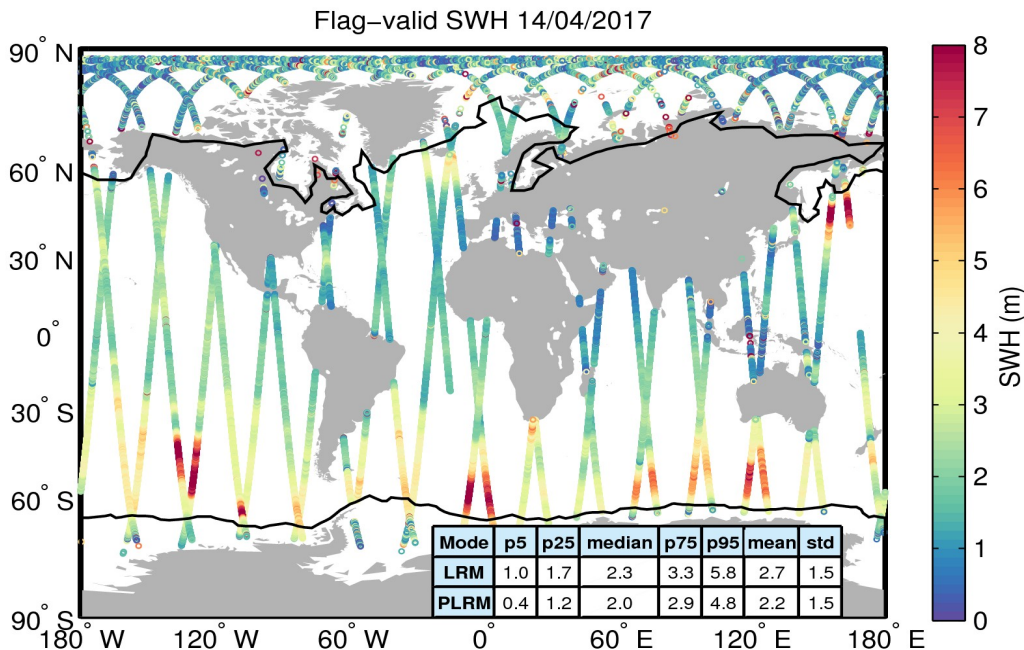 Flag−valid SWH 14/04/2017
90° N
60° N
30° N
0°
30° S
60° S
90° S
180° W
120° W
60° W
0°
60° E
120° E
180° E
Mode p5 p25 median p75 p95 mean std
LRM 1.0 1.7 2.3 3.3 5.8 2.7 1.5
PLRM 0.4 1.2 2.0 2.9 4.8 2.2 1.5
8
7
6
5
4
3
2
1
0
SWH (m)